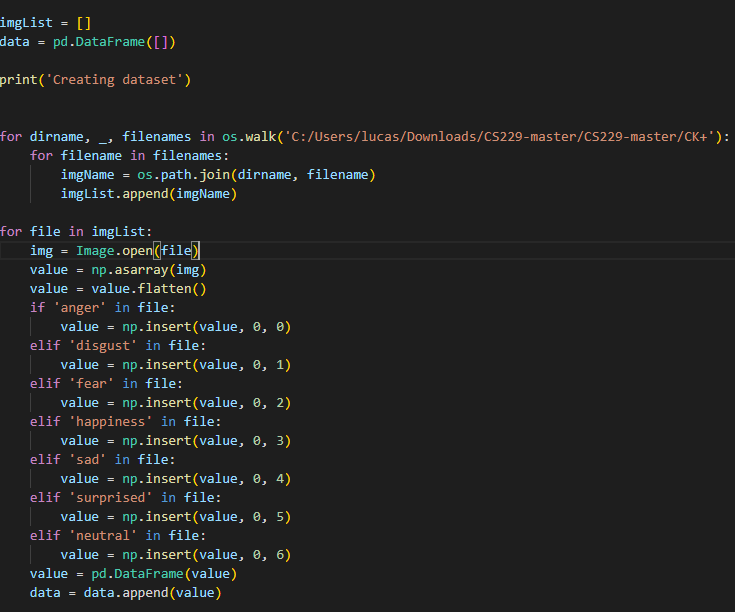 imgList = []
data = pd.DataFrame([])
print('Creating dataset')
for dirname, _, filenames in os.walk('C:/Users/lucas/Downloads/CS229-master/CS229-master/CK+'):
    for filename in filenames:
        imgName = os.path.join(dirname, filename)
        imgList.append(imgName)
for file in imgList:
    img = Image.open(file)
    value = np.asarray(img)
    value = value.flatten()
    if 'anger' in file:
        value = np.insert(value, 0, 0)
    elif 'disgust' in file:
        value = np.insert(value, 0, 1)
    elif 'fear' in file:
        value = np.insert(value, 0, 2)
    elif 'happiness' in file:
        value = np.insert(value, 0, 3)
    elif 'sad' in file:
        value = np.insert(value, 0, 4)
    elif 'surprised' in file:
        value = np.insert(value, 0, 5)
    elif 'neutral' in file:
        value = np.insert(value, 0, 6)
    value = pd.DataFrame(value)
    data = data.append(value)